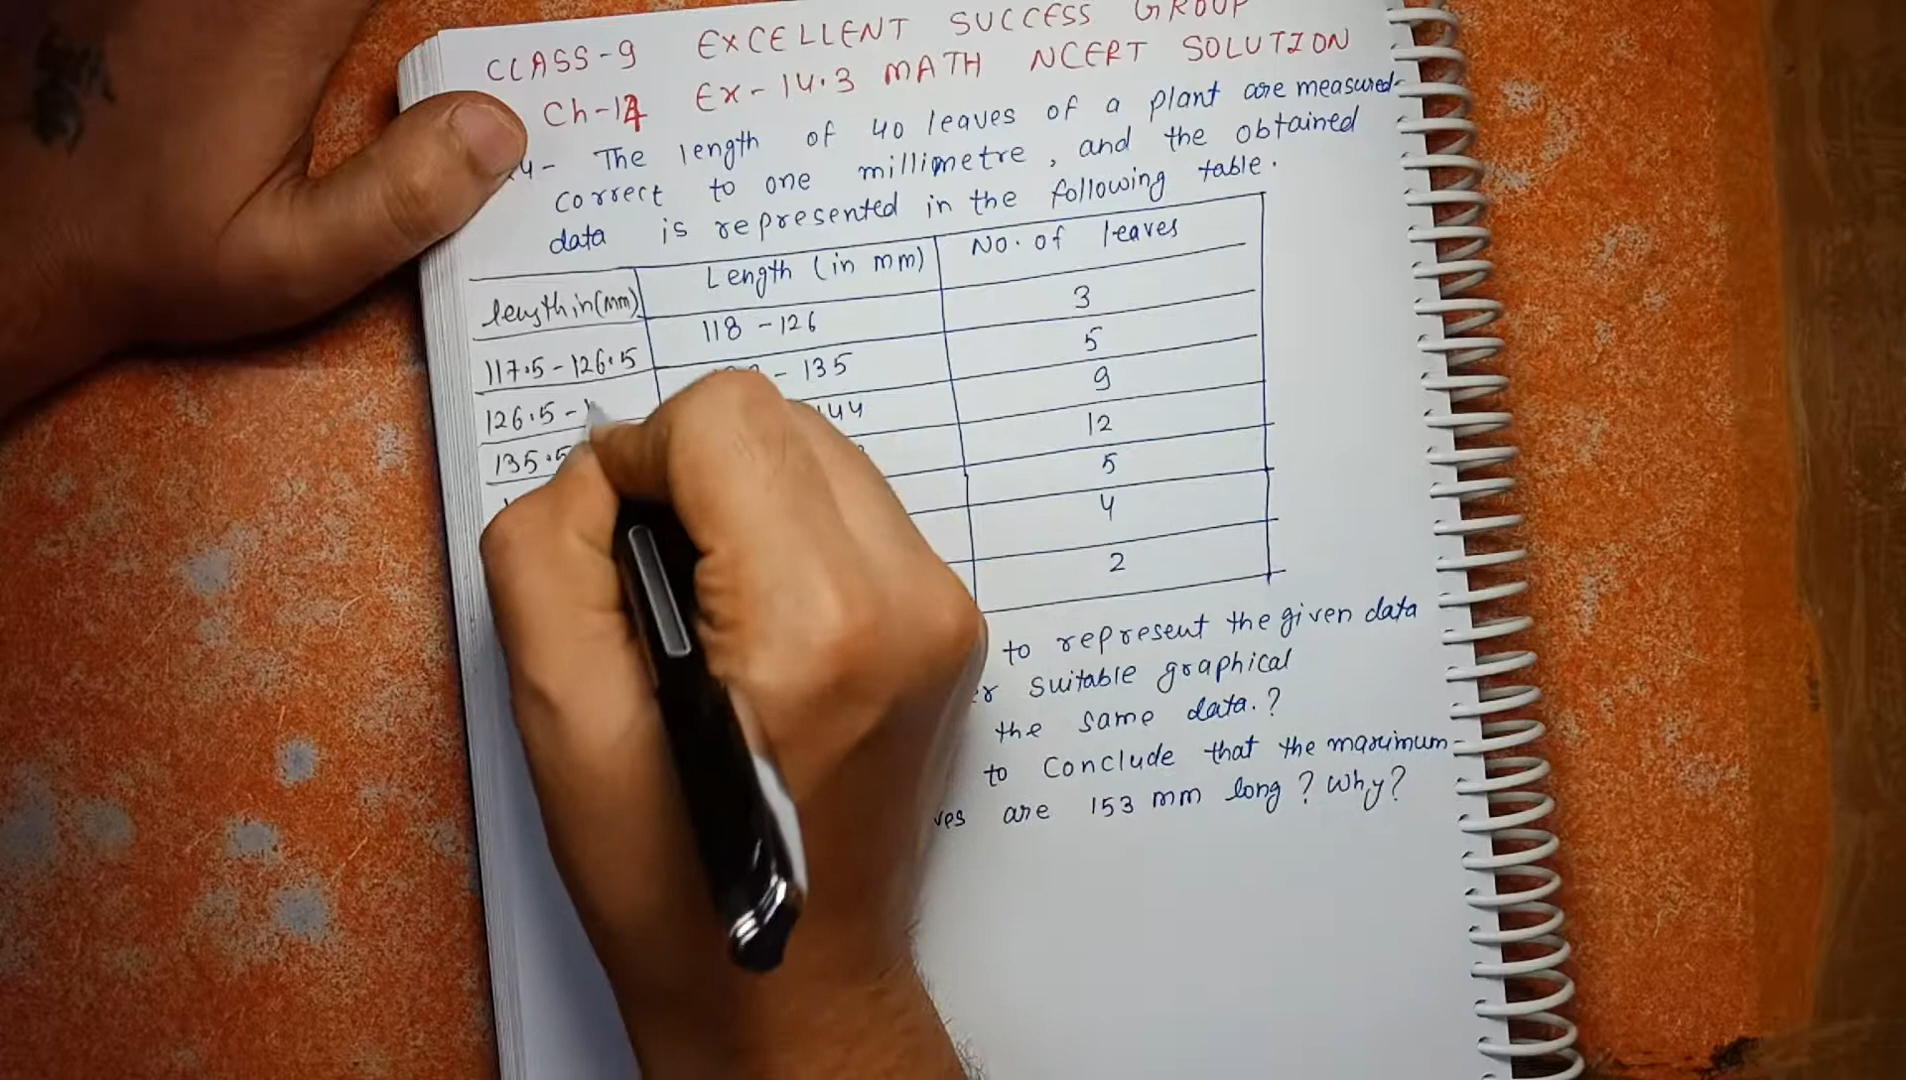 CLASS-9 EXCELLENT SUCCESS GROUP
Ch-14 Ex-14.3 MATH NCERT SOLUTION
4- The length of 40 leaves of a plant are measured-
correct to one millimetre, and the obtained
data is represented in the following table.
length in(mm) Length (in mm) No. of leaves
117.5-126.5 118-126 3
126.5- - 135 5
135.5 144 9
12
5
4
2
to represent the given data
er suitable graphical
the same data.?
to Conclude that the maximum-
ves are 153 mm long? Why?